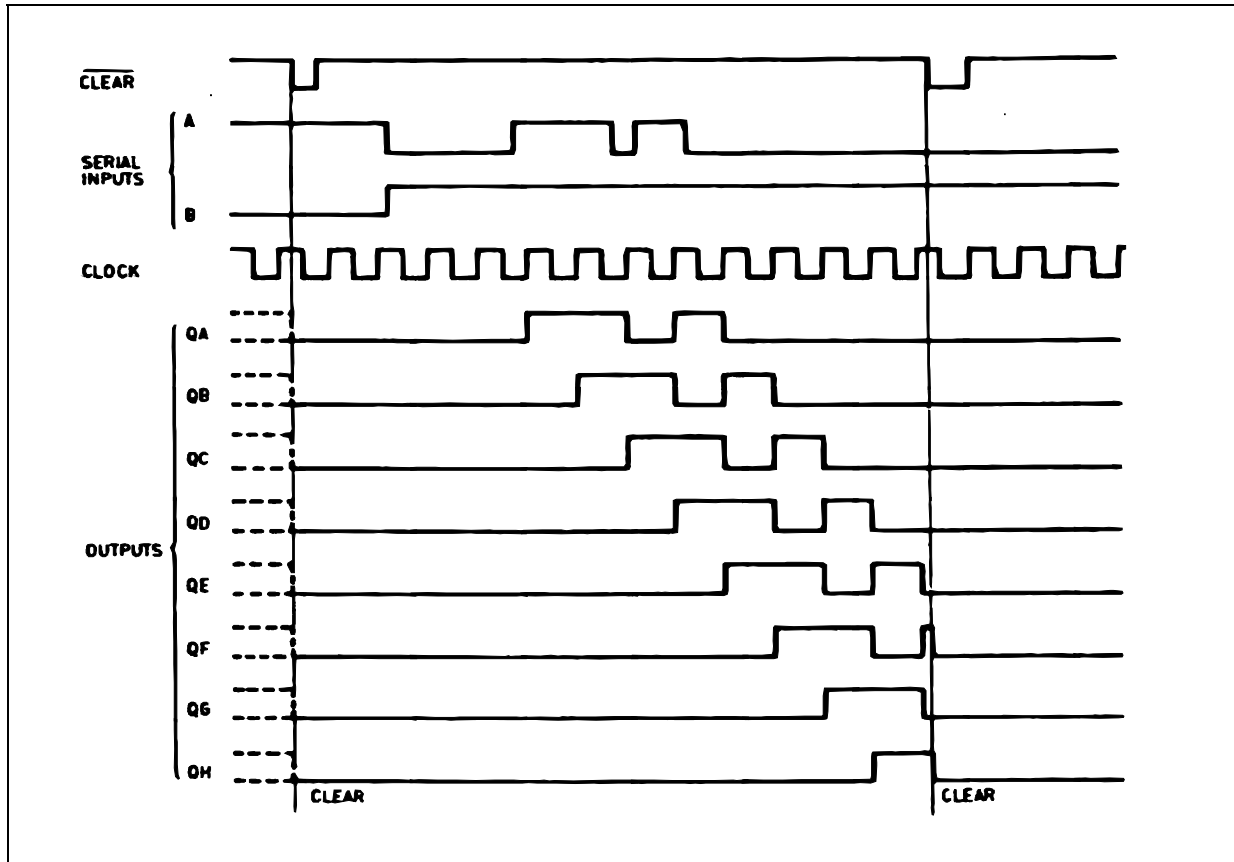 CLEAR
A
SERIAL
INPUTS
B
CLOCK
QA
QB
QC
QD
OUTPUTS
QE
QF
QG
QH
CLEAR
CLEAR